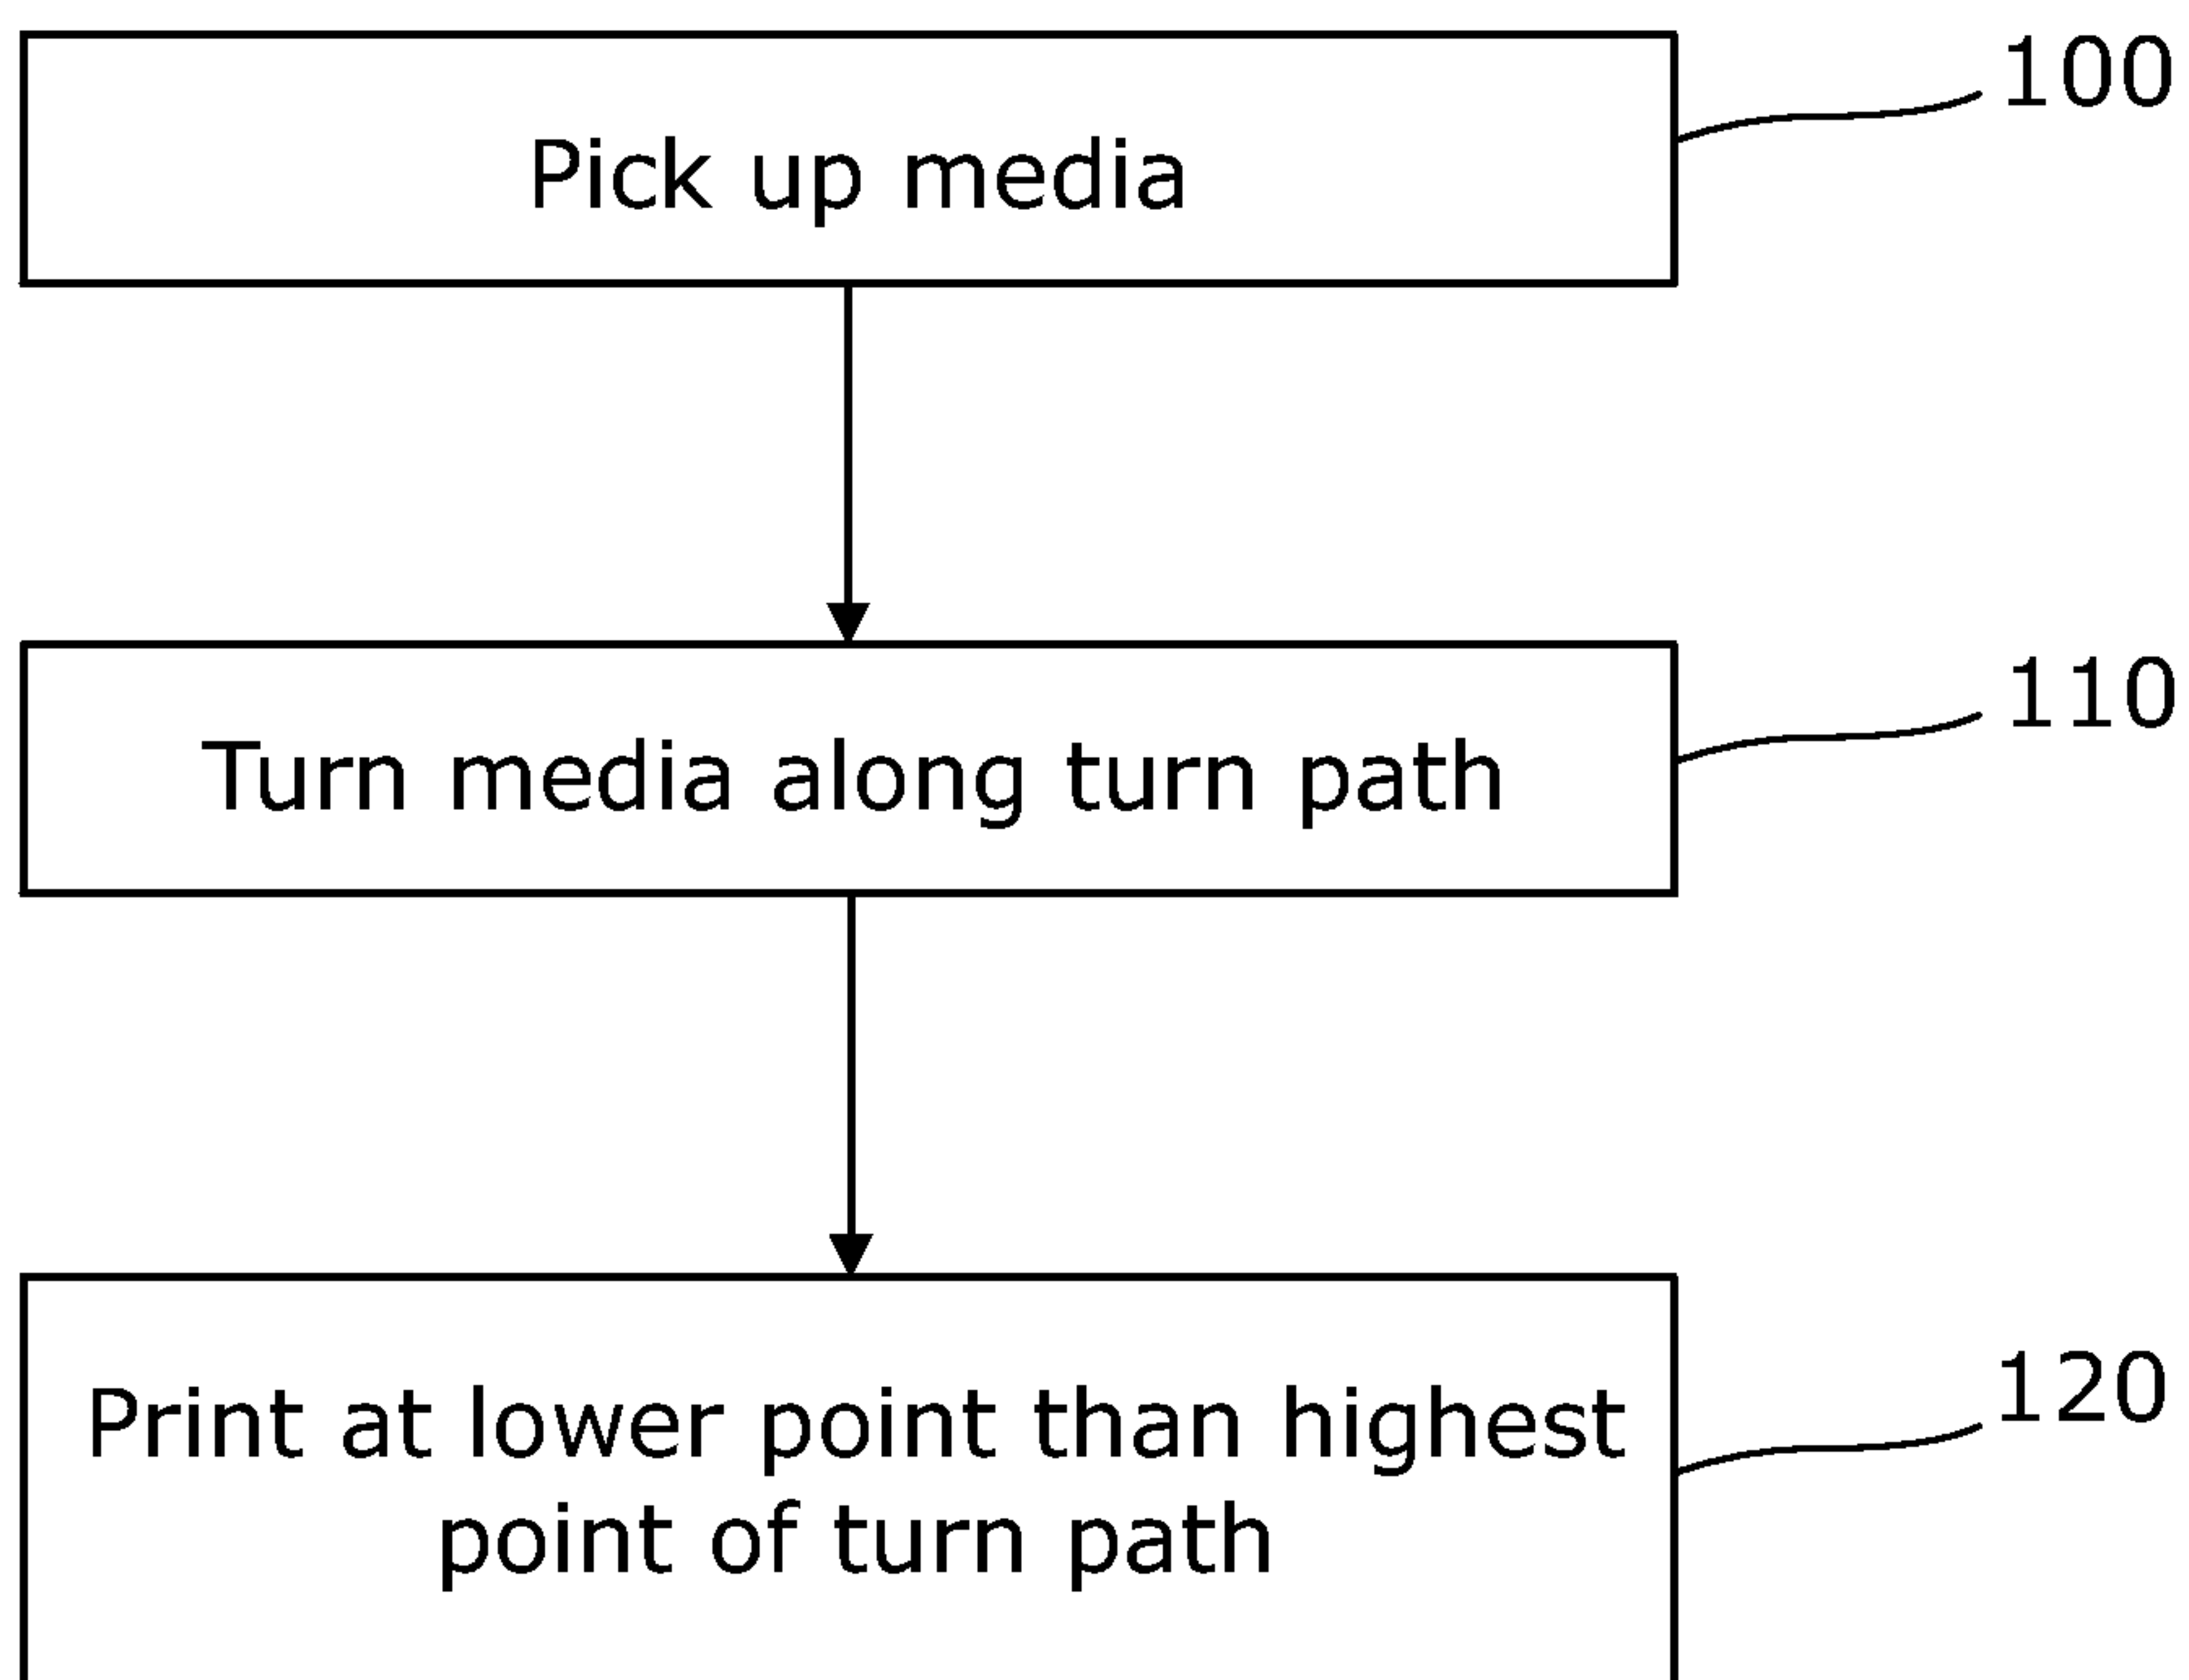 100
Pick up media
110
Turn media along turn path
120
Print at lower point than highest
point of turn path